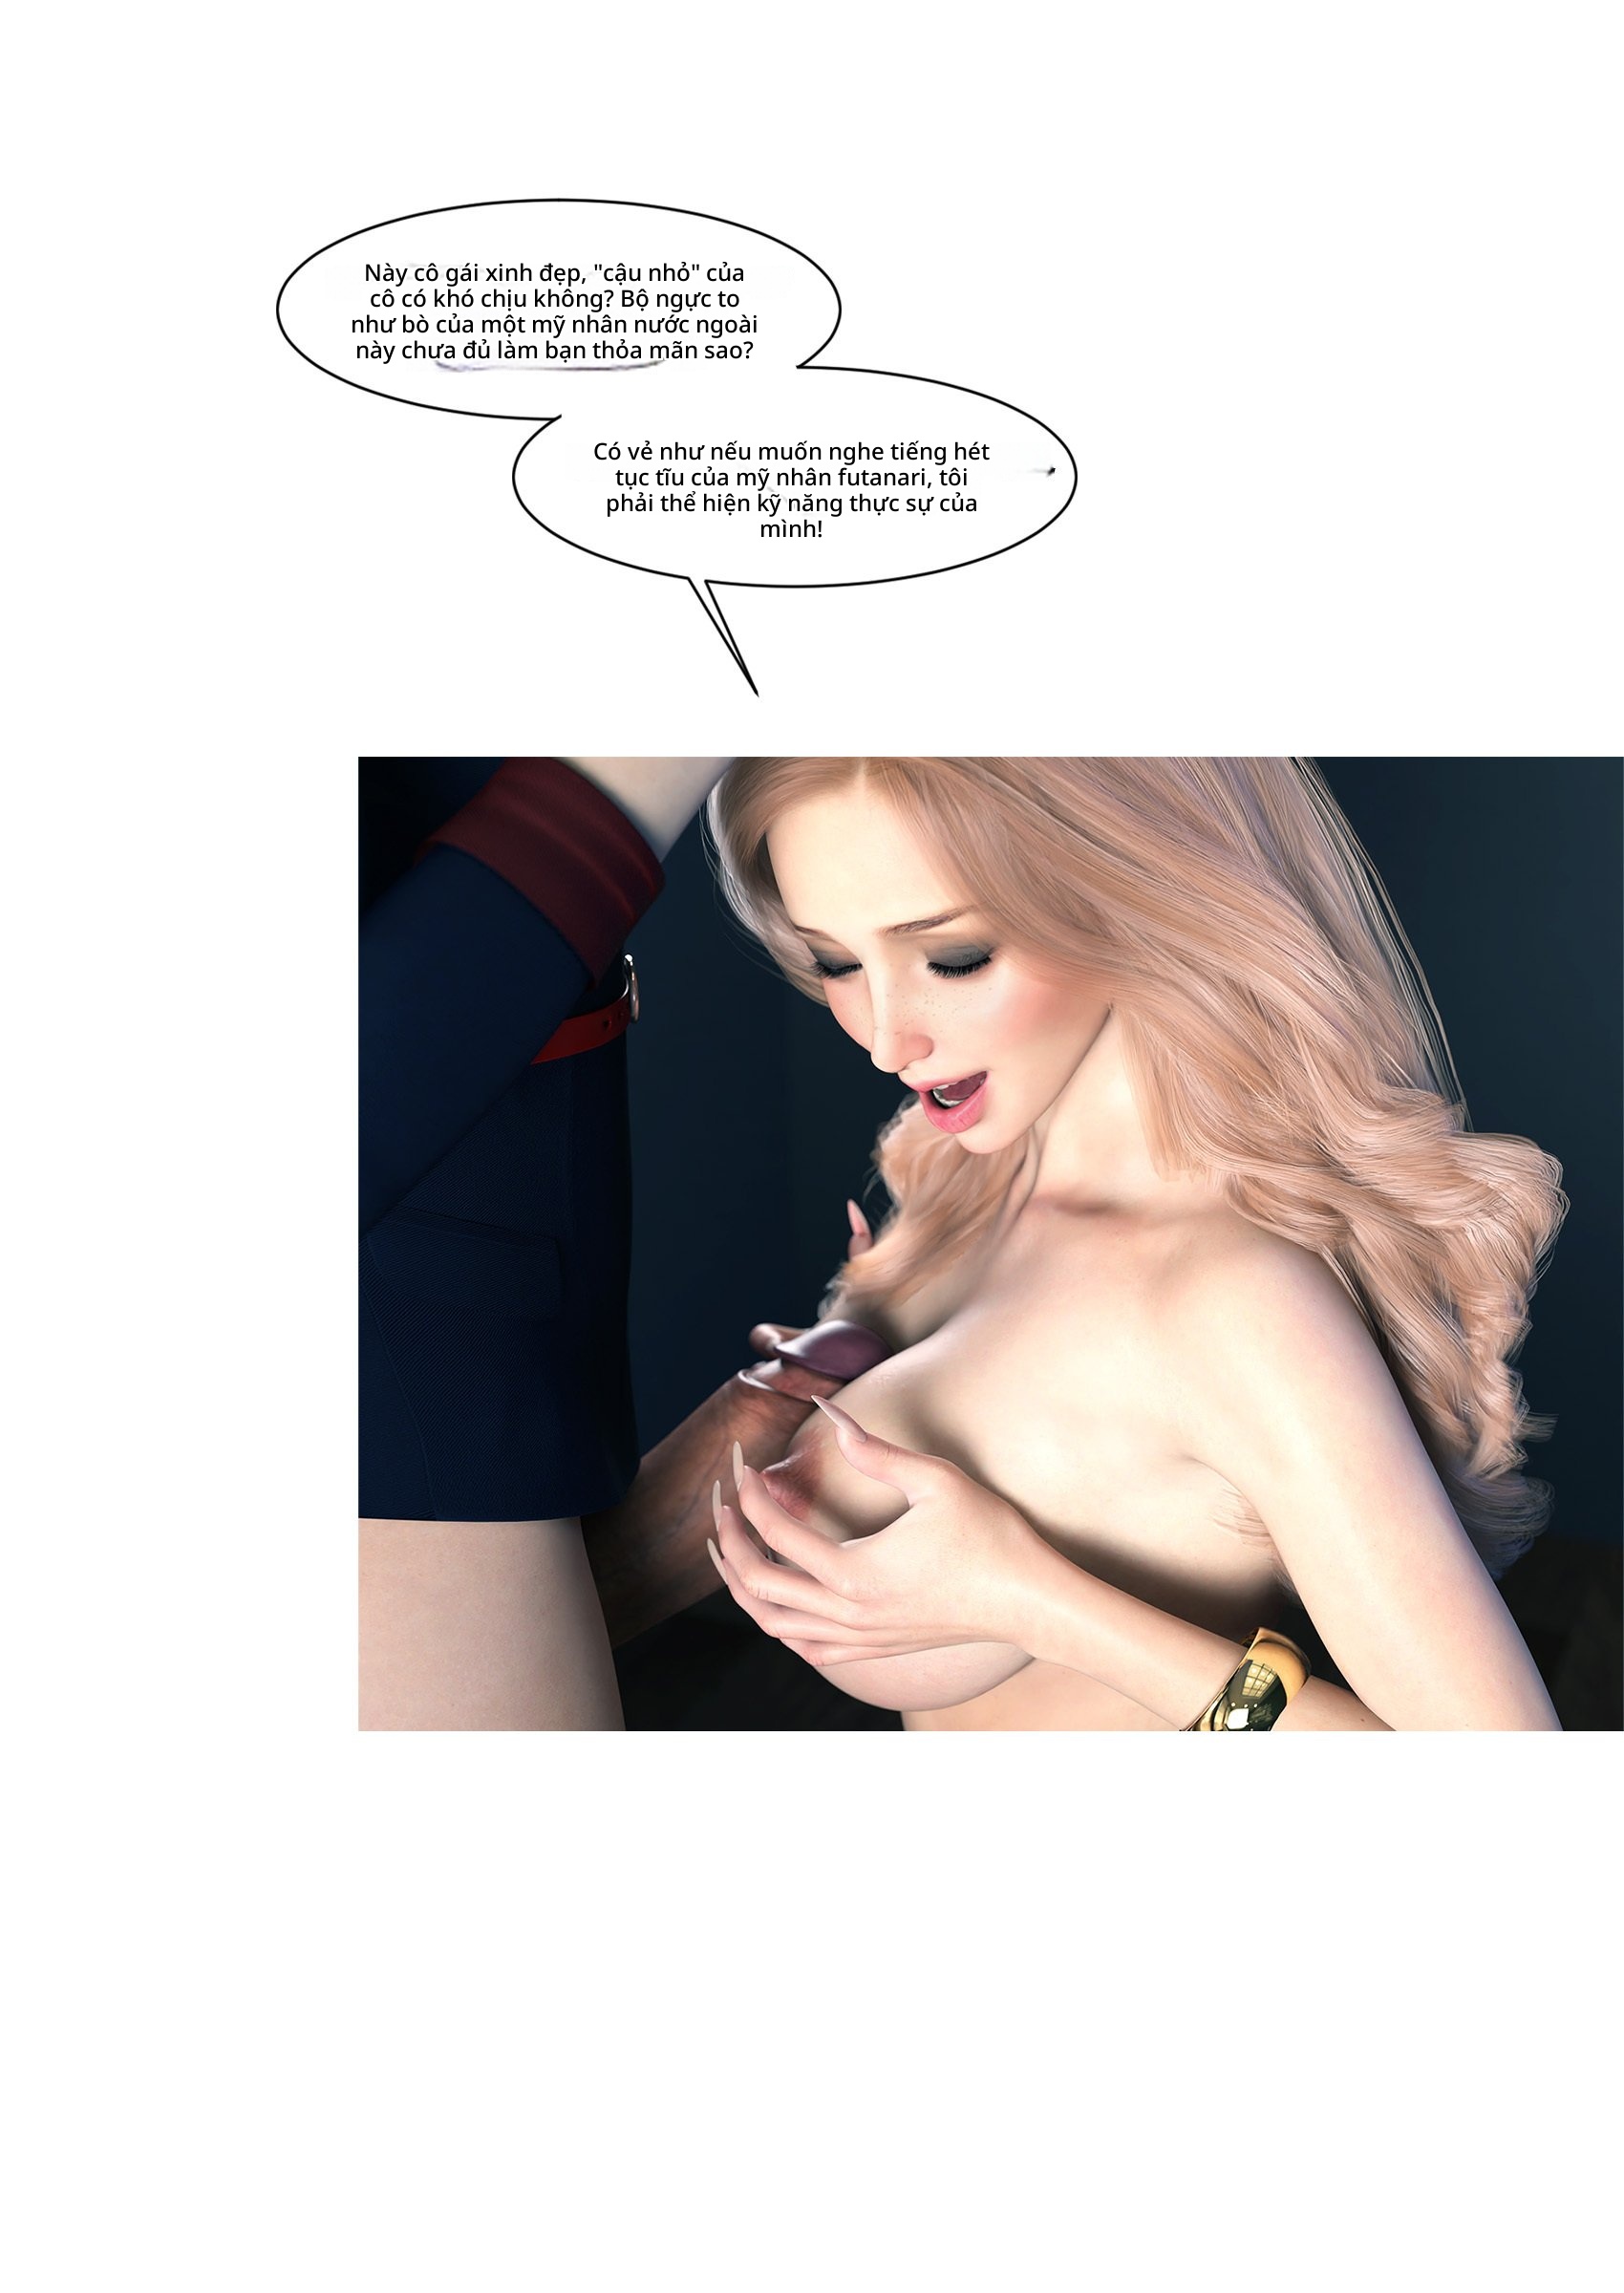 Này cô gái xinh đẹp, "cậu nhỏ" của
cô có khó chịu không? Bộ ngực to
như bò của một mỹ nhân nước ngoài
này chưa đủ làm bạn thỏa mãn sao?
Có vẻ như nếu muốn nghe tiếng hét
tục tĩu của mỹ nhân futanari, tôi
phải thể hiện kỹ năng thực sự của
mình!